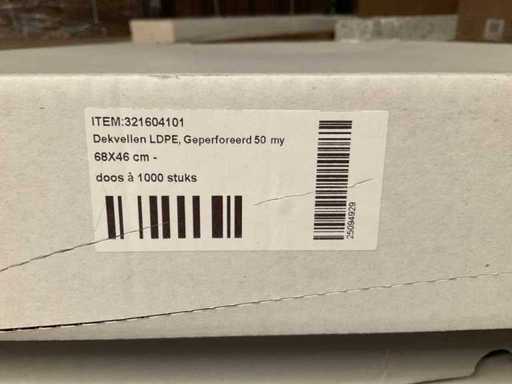 ITEM:321604101
Dekvellen LDPE, Geperforeerd 50 my
68X46 cm -
doos à 1000 stuks
25094929